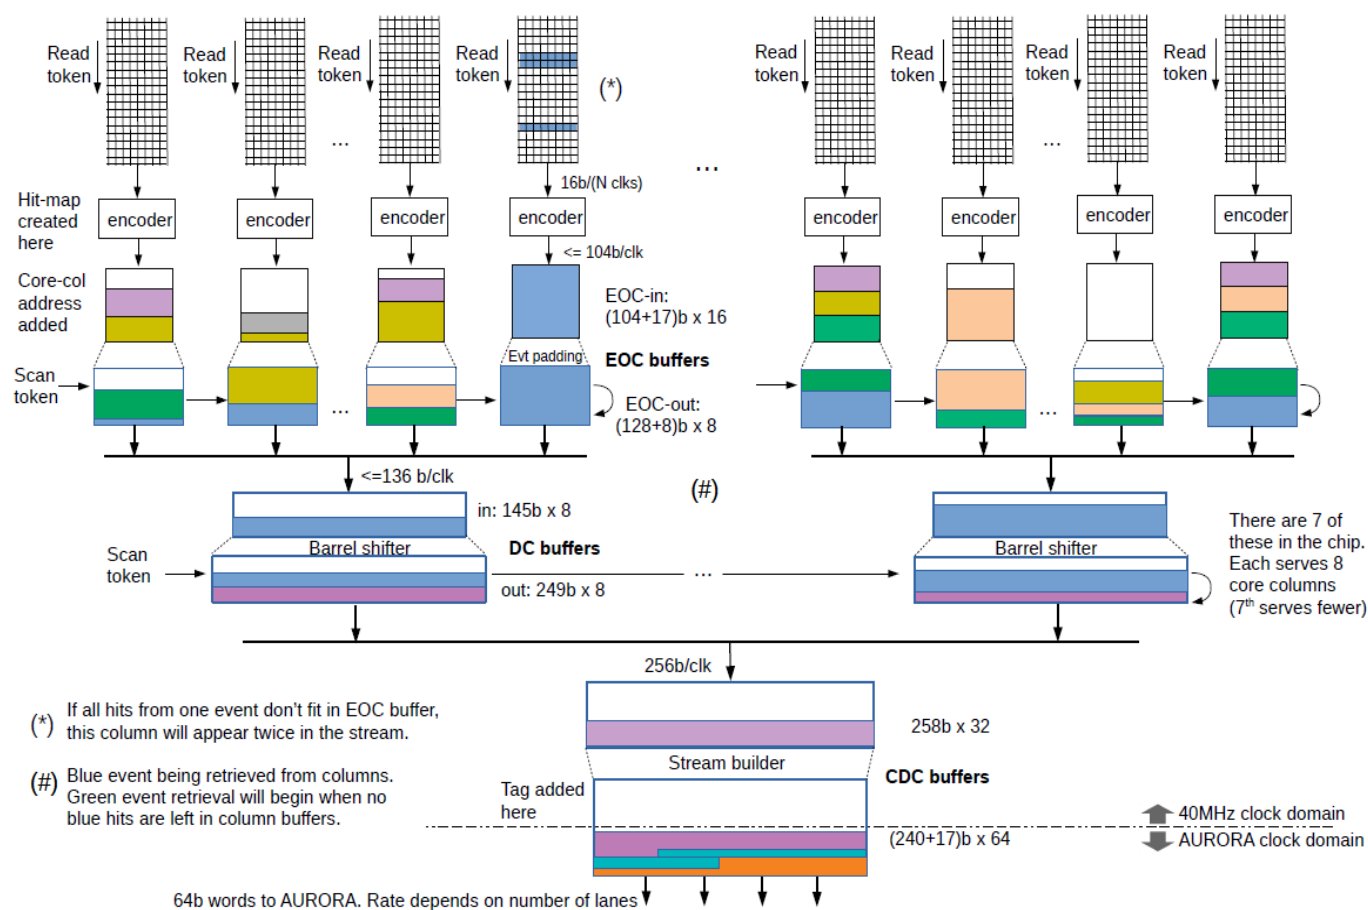 Read
token
Read
token
Read
token
Read
token
(*)
Read
token
Read
token
Read
token
Read
token
...
...
...
16b/(N clks)
Hit-map
created
here
encoder
encoder
encoder
encoder
encoder
encoder
encoder
encoder
<= 104b/clk
Core-col
address
added
EOC-in:
(104+17)b x 16
Evt padding
EOC buffers
Scan
token
...
EOC-out:
(128+8)b x 8
...
<=136 b/clk
(#)
in: 145b x 8
Barrel shifter
DC buffers
Barrel shifter
Scan
token
...
out: 249b x 8
There are 7 of
these in the chip.
Each serves 8
core columns
(7th serves fewer)
256b/clk
(*) If all hits from one event don't fit in EOC buffer,
this column will appear twice in the stream.
258b x 32
Stream builder
(#) Blue event being retrieved from columns.
Green event retrieval will begin when no
blue hits are left in column buffers.
CDC buffers
Tag added
here
40MHz clock domain
(240+17)b x 64
AURORA clock domain
64b words to AURORA. Rate depends on number of lanes